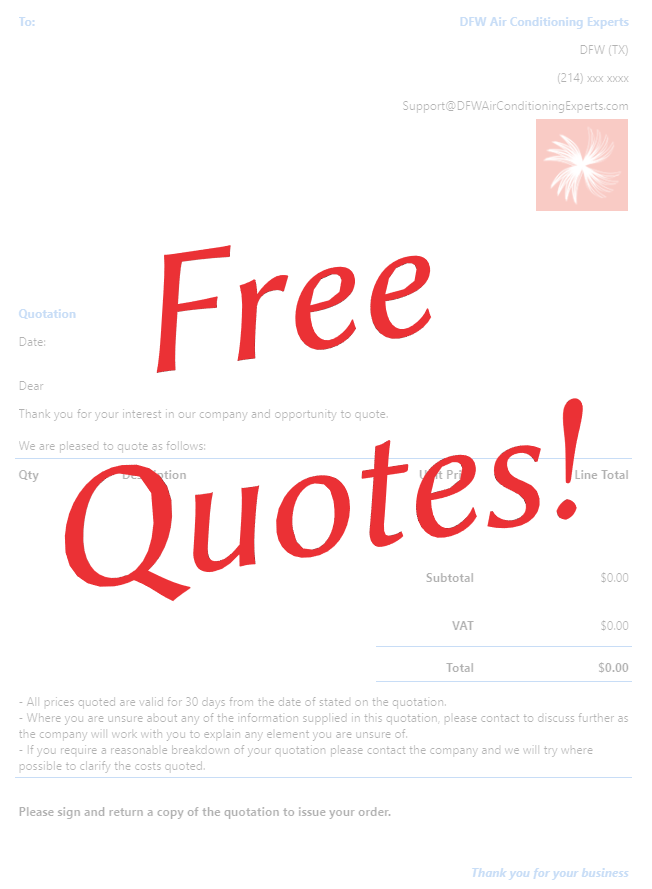 To:
DFW Air Conditioning Experts
DFW (TX)
(214) xxx xxxx
Support@DFWAirConditioningExperts.com
Free
Quotation
Date:
Dear
Thank you for your interest in our company and opportunity to quote.
We are pleased to quote as follows:
Qty Description Unit Price Line Total
Quotes!
Subtotal $0.00
VAT $0.00
Total $0.00
- All prices quoted are valid for 30 days from the date of stated on the quotation.
- Where you are unsure about any of the information supplied in this quotation, please contact to discuss further as
the company will work with you to explain any element you are unsure of.
- If you require a reasonable breakdown of your quotation please contact the company and we will try where
possible to clarify the costs quoted.
Please sign and return a copy of the quotation to issue your order.
Thank you for your business